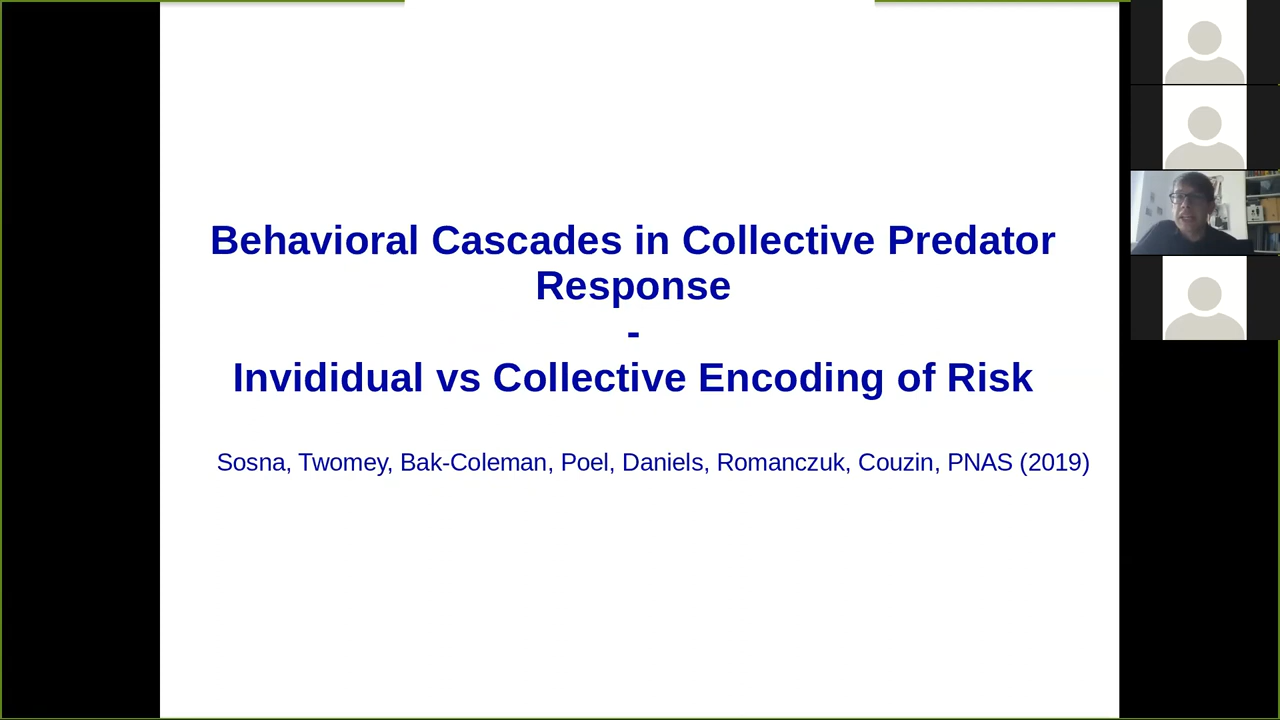 Behavioral Cascades in Collective Predator
Response
-
Invididual vs Collective Encoding of Risk
Sosna, Twomey, Bak-Coleman, Poel, Daniels, Romanczuk, Couzin, PNAS (2019)